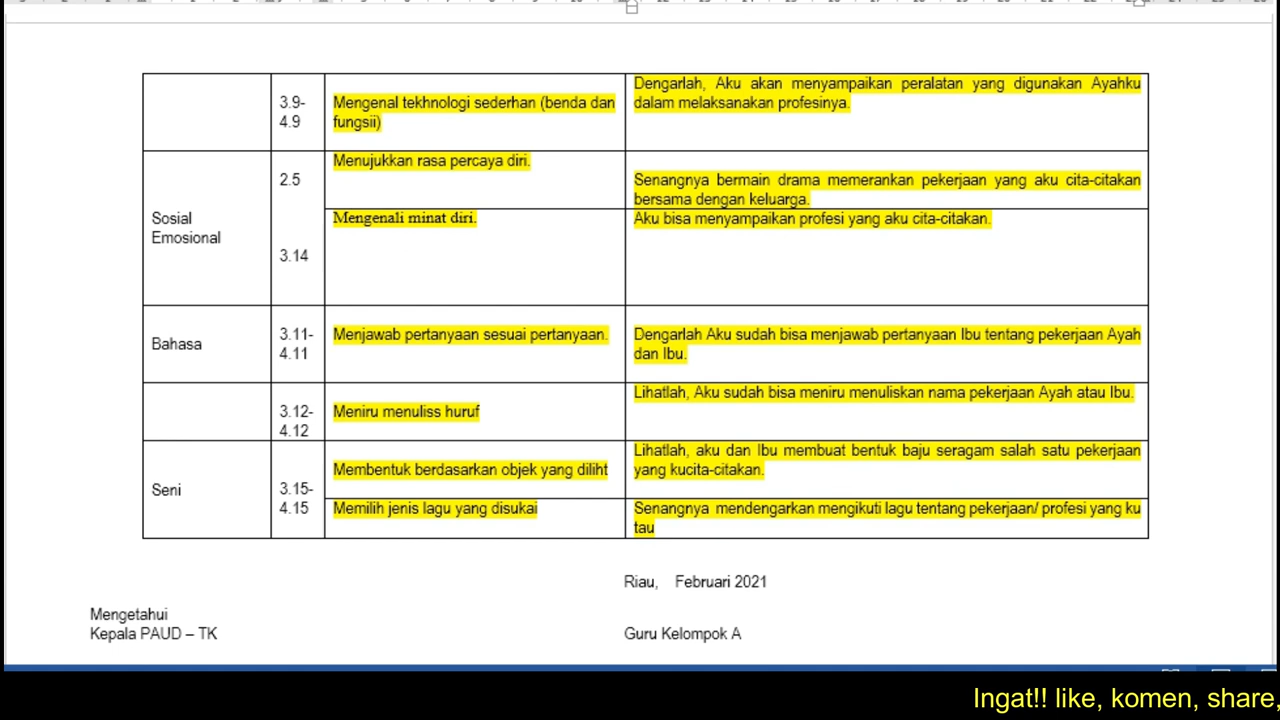 3.9-
4.9
Mengenal tekhnologi sederhan (benda dan
fungsii)
Dengarlah, Aku akan menyampaikan peralatan yang digunakan Ayahku
dalam melaksanakan profesinya.
Sosial
Emosional
2.5
Menujukkan rasa percaya diri.
Senangnya bermain drama memerankan pekerjaan yang aku cita-citakan
bersama dengan keluarga.
3.14
Mengenali minat diri.
Aku bisa menyampaikan profesi yang aku cita-citakan.
Bahasa
3.11-
4.11
Menjawab pertanyaan sesuai pertanyaan.
Dengarlah Aku sudah bisa menjawab pertanyaan Ibu tentang pekerjaan Ayah
dan Ibu.
3.12-
4.12
Meniru menuliss huruf
Lihatlah, Aku sudah bisa meniru menuliskan nama pekerjaan Ayah atau Ibu.
Seni
3.15-
4.15
Membentuk berdasarkan objek yang diliht
Lihatlah, aku dan Ibu membuat bentuk baju seragam salah satu pekerjaan
yang kucita-citakan.
Memilih jenis lagu yang disukai
Senangnya mendengarkan mengikuti lagu tentang pekerjaan/ profesi yang ku
tau
Riau, Februari 2021
Mengetahui
Kepala PAUD – TK
Guru Kelompok A
Ingat!! like, komen, share,